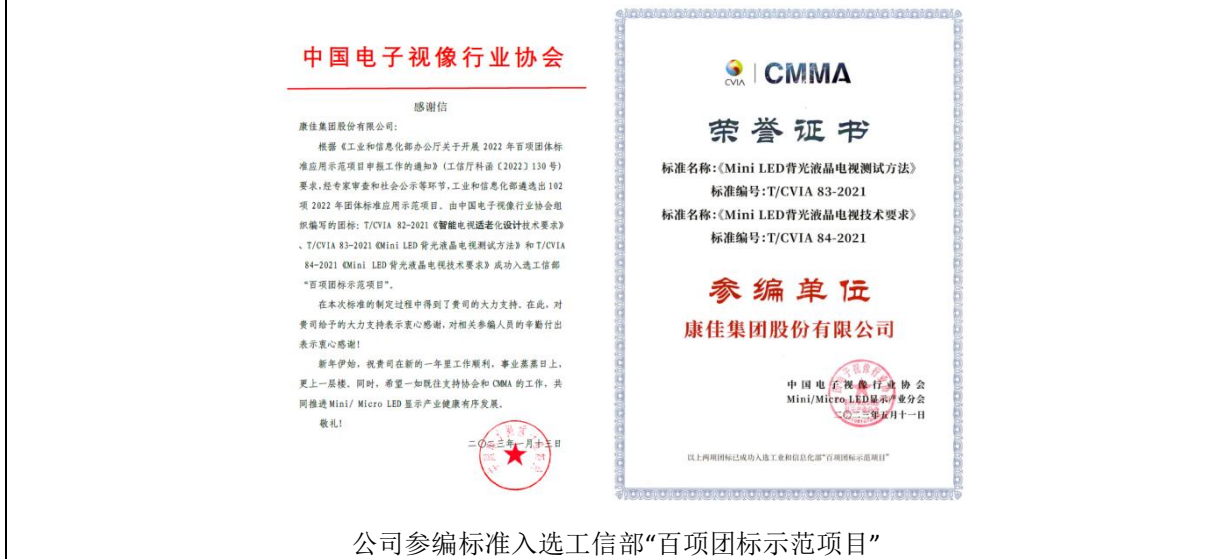 中国电子视像行业协会
感谢信
康佳集团股份有限公司:
根据《工业和信息化部办公厅关于开展 2022 年百项团体标
准应用示范项目申报工作的通知》(工信厅科函〔2022〕130 号)
要求,经专家审查和社会公示等环节,工业和信息化部遴选出 102
项 2022 年团体标准应用示范项目。由中国电子视像行业协会组
织编写的团标: T/CVIA 82-2021《智能电视适老化设计技术要求》
、T/CVIA 83-2021《Mini LED 背光液晶电视测试方法》和 T/CVIA
84-2021《Mini LED 背光液晶电视技术要求》成功入选工信部
“百项团标示范项目”。
在本次标准的制定过程中得到了贵司的大力支持。在此,对
贵司给予的大力支持表示衷心感谢,对相关参编人员的辛勤付出
表示衷心感谢!
新年伊始,祝贵司在新的一年里工作顺利,事业蒸蒸日上,
更上一层楼。同时,希望一如既往支持协会和 CMMA 的工作,共
同推进 Mini/ Micro LED 显示产业健康有序发展。
敬礼!
二〇二三年一月十三日
CVIA
CMMA
荣誉证书
标准名称:《Mini LED背光液晶电视测试方法》
标准编号:T/CVIA 83-2021
标准名称:《Mini LED背光液晶电视技术要求》
标准编号:T/CVIA 84-2021
参编单位
康佳集团股份有限公司
中国电子视像行业协会
Mini/Micro LED显示产业分会
二〇二三年五月十一日
以上两项团标已成功入选工业和信息化部“百项团标示范项目”
公司参编标准入选工信部“百项团标示范项目”